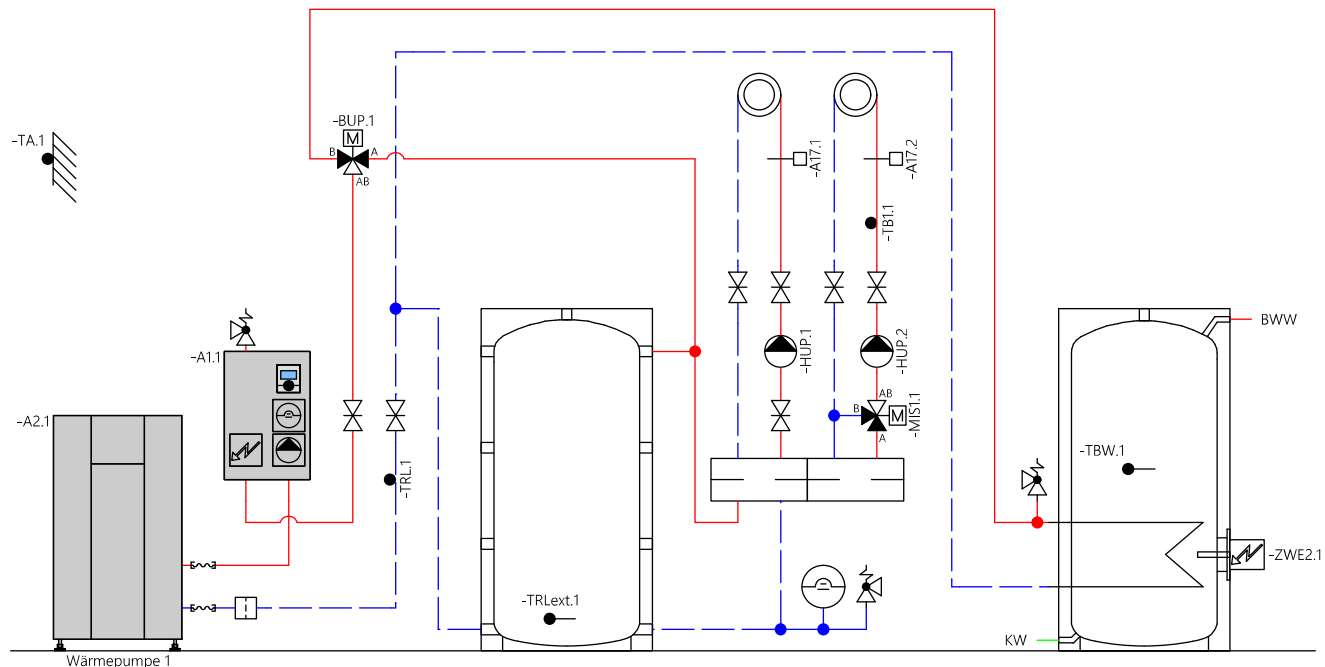 -BUP.1
M
B
A
AB
-TA.1
-A17.1
-A17.2
-TB1.1
BWW
-A1.1
-HUP.1
-HUP.2
-A2.1
AB
B
M
A
-MIS1.1
-TRL.1
-TBW.1
-ZWE2.1
-TRLext.1
KW
Wärmepumpe 1